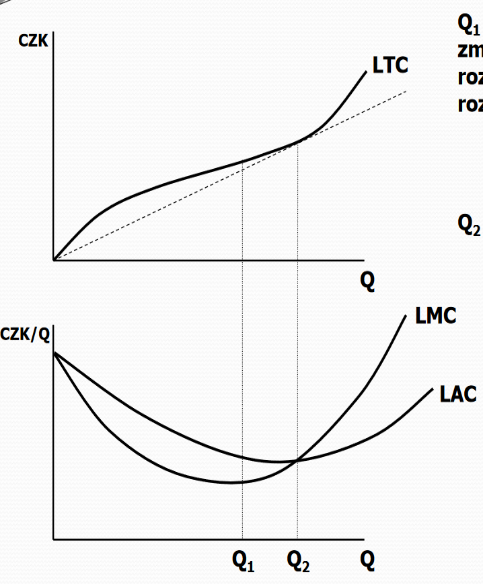 CZK
LTC
Q₁
zm
roz
roz
Q₂
Q
CZK/Q
LMC
LAC
Q₁ Q₂ Q